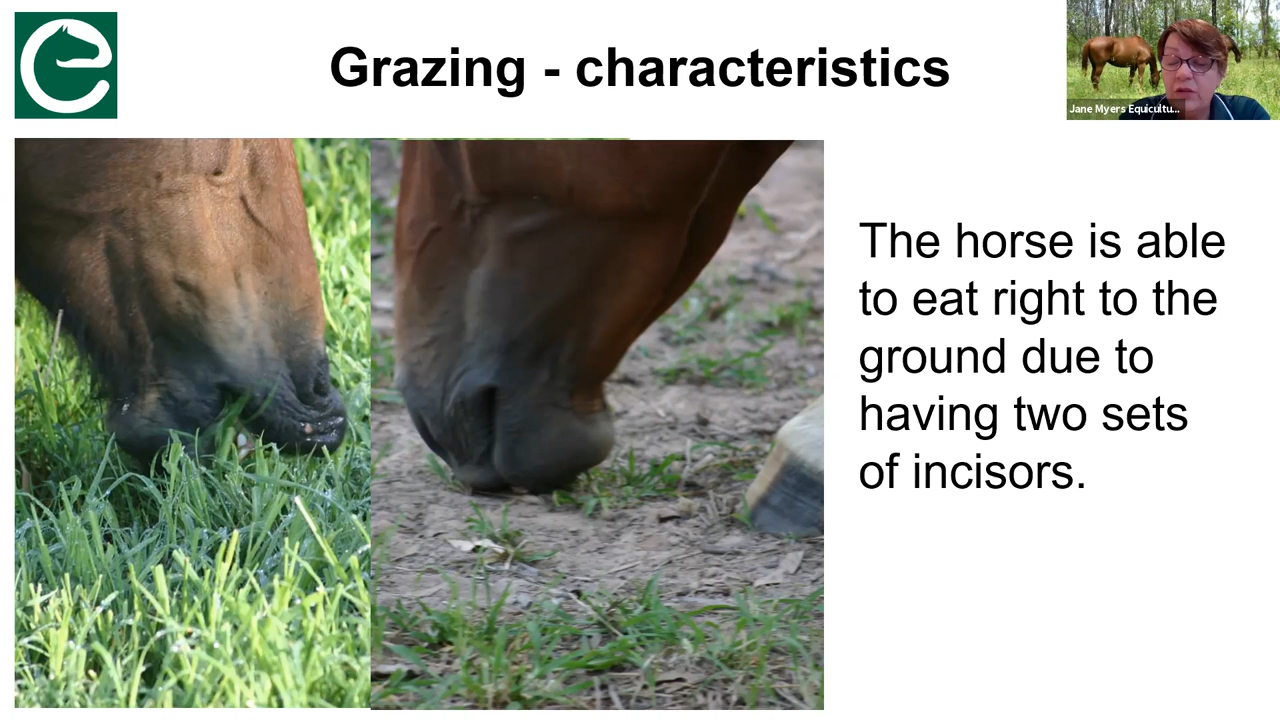 Grazing - characteristics
Jane Myers Equicultu...
The horse is able
to eat right to the
ground due to
having two sets
of incisors.